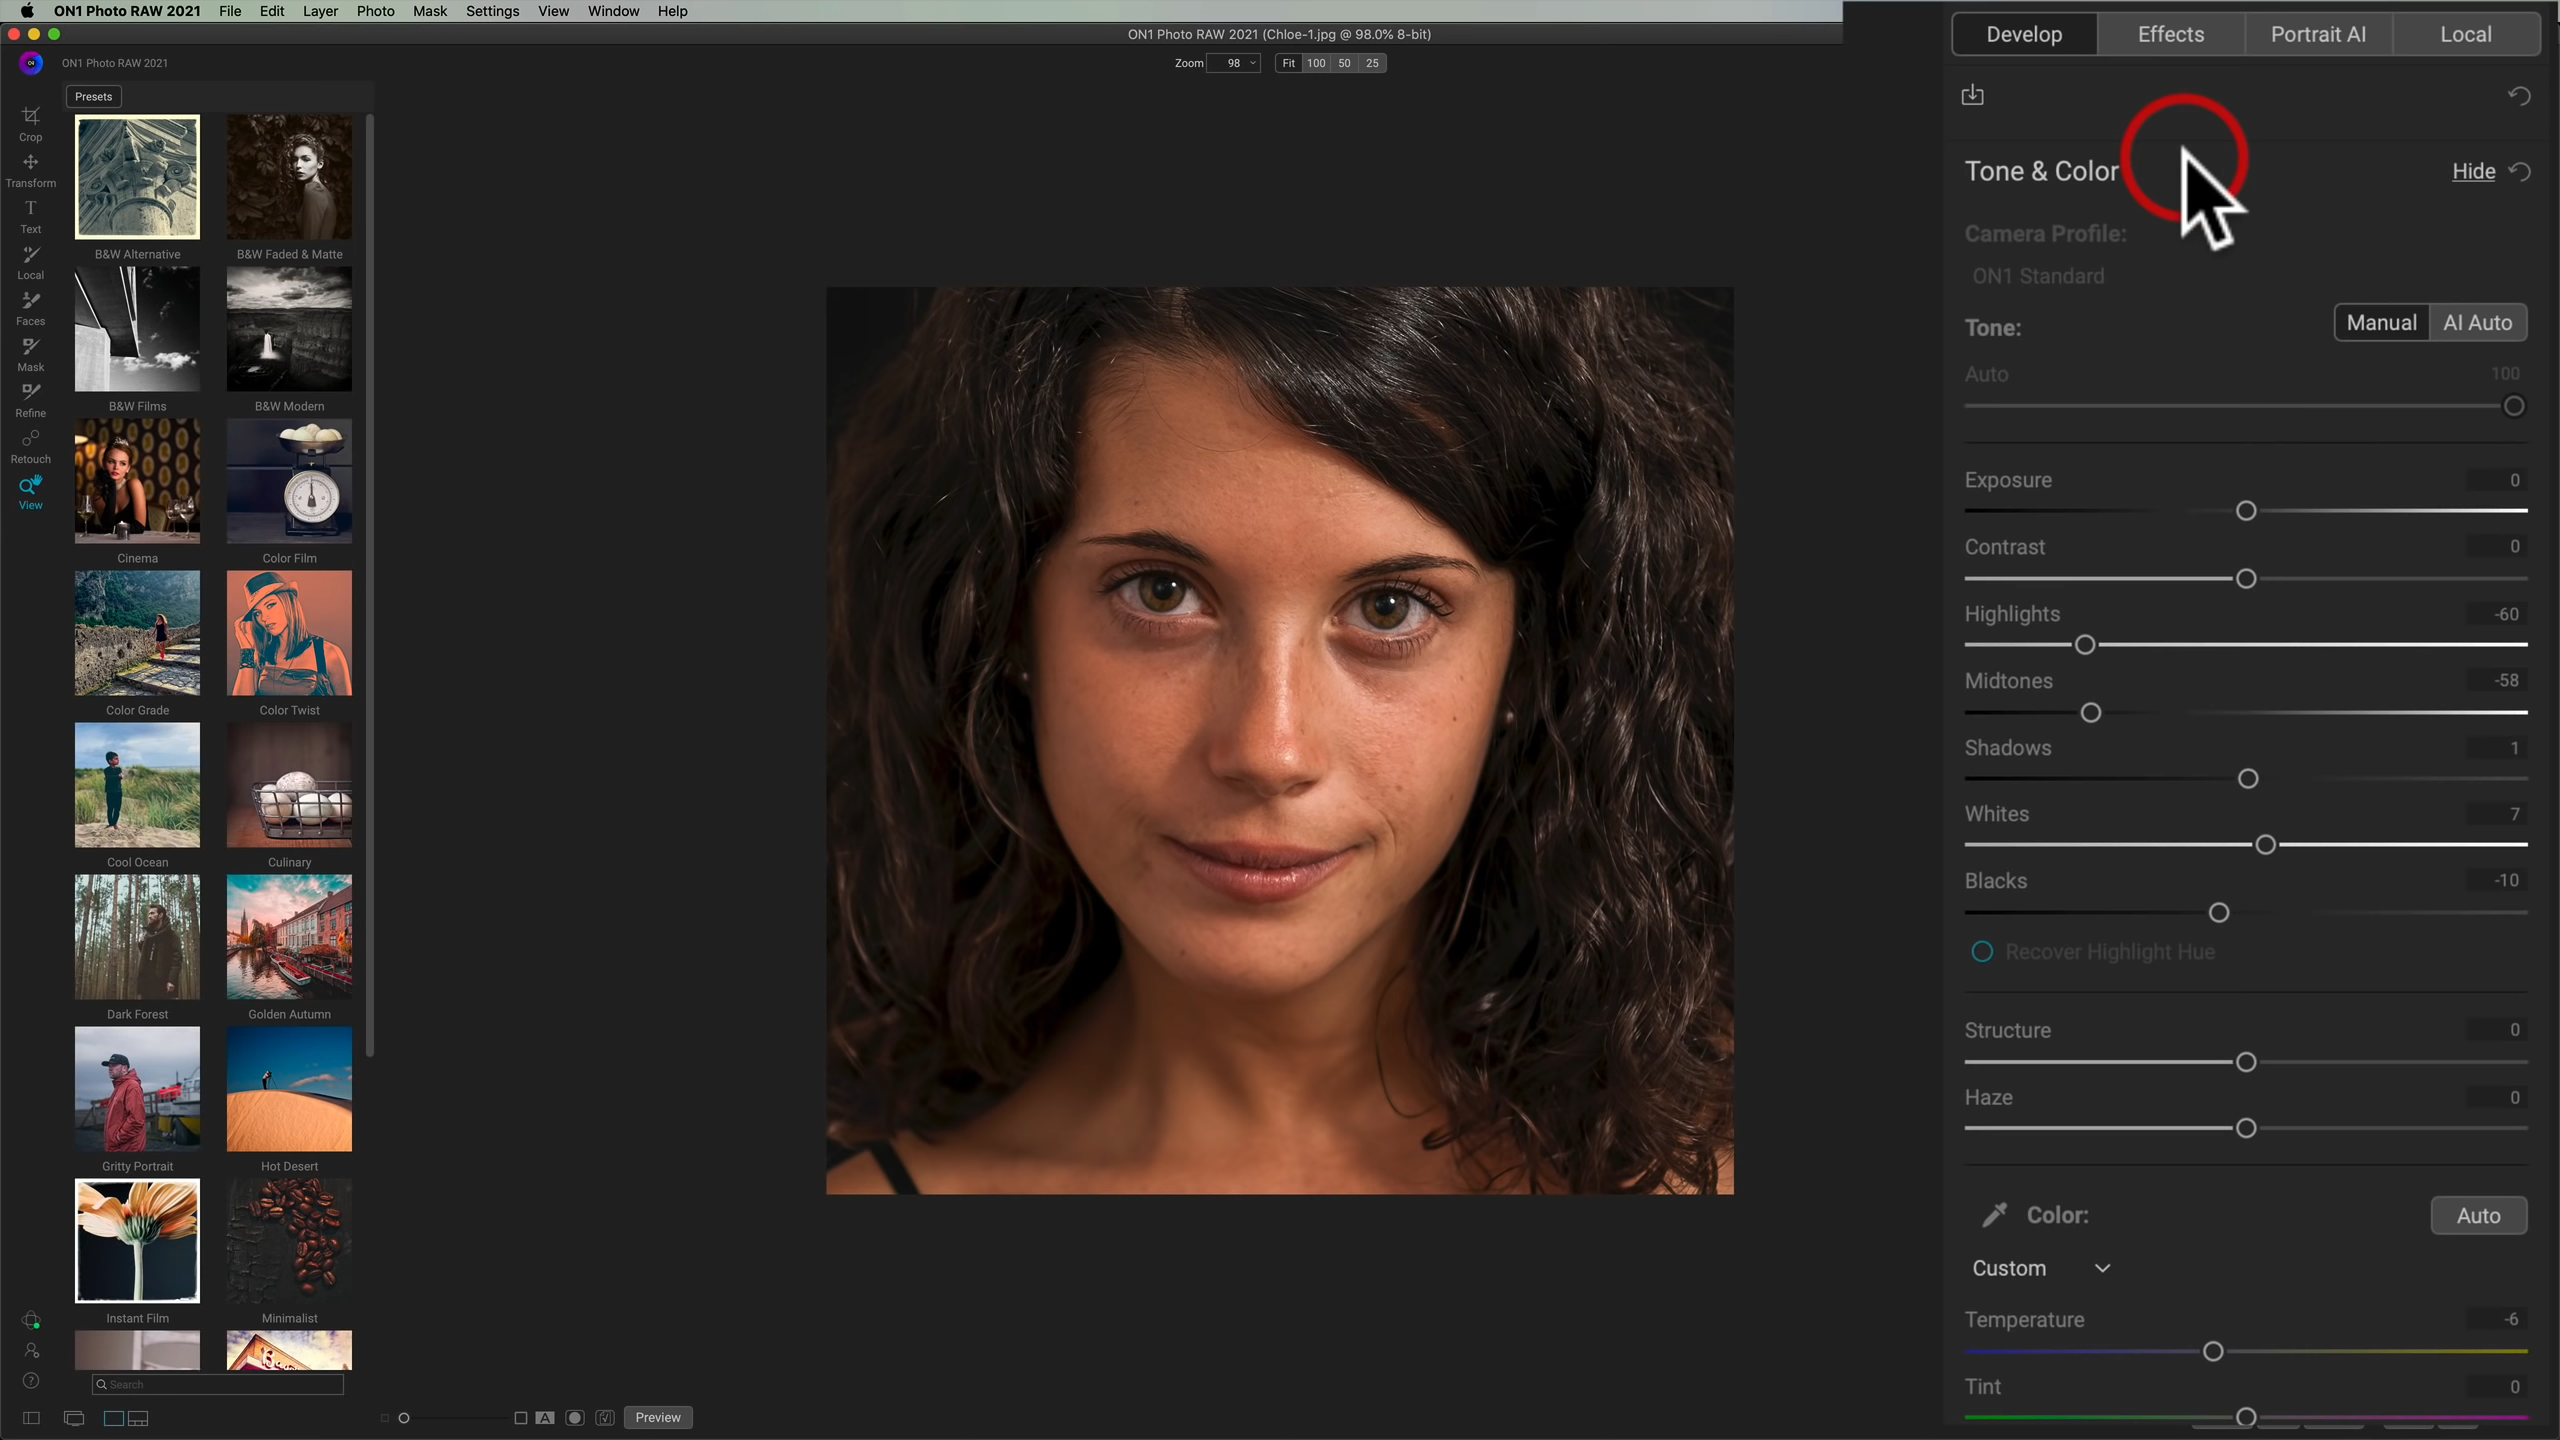 ON1 Photo RAW 2021 File Edit Layer Photo Mask Settings View Window Help
ON1 Photo RAW 2021 (Chloe-1.jpg @ 98.0% 8-bit)
ON1 Photo RAW 2021
Zoom 98 Fit 100 50 25
Presets
Crop
Transform
Text
Local
Faces
Mask
Refine
Retouch
View
B&W Alternative B&W Faded & Matte
B&W Films B&W Modern
Cinema Color Film
Color Grade Color Twist
Cool Ocean Culinary
Dark Forest Golden Autumn
Gritty Portrait Hot Desert
Instant Film Minimalist
Search
A
Preview
Develop Effects Portrait AI Local
Tone & Color Hide
Camera Profile:
ON1 Standard
Tone: Manual AI Auto
Auto 100
Exposure 0
Contrast 0
Highlights -60
Midtones -58
Shadows 1
Whites 7
Blacks -10
Recover Highlight Hue
Structure 0
Haze 0
Color: Auto
Custom
Temperature -6
Tint 0